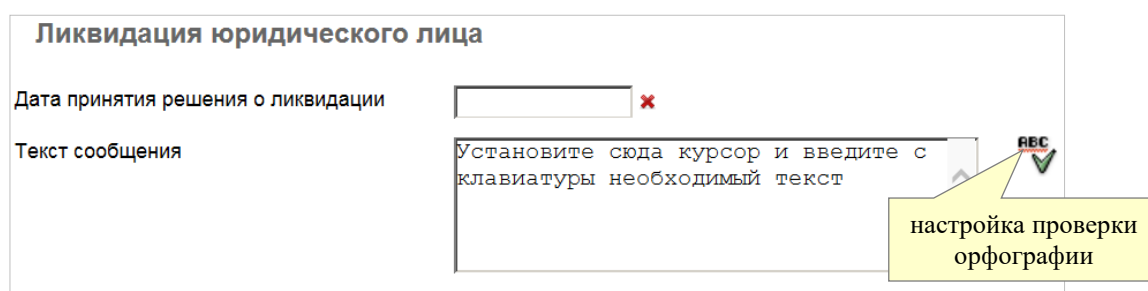 Ликвидация юридического лица
Дата принятия решения о ликвидации
Текст сообщения
Установите сюда курсор и введите с
клавиатуры необходимый текст
ABC
настройка проверки
орфографии